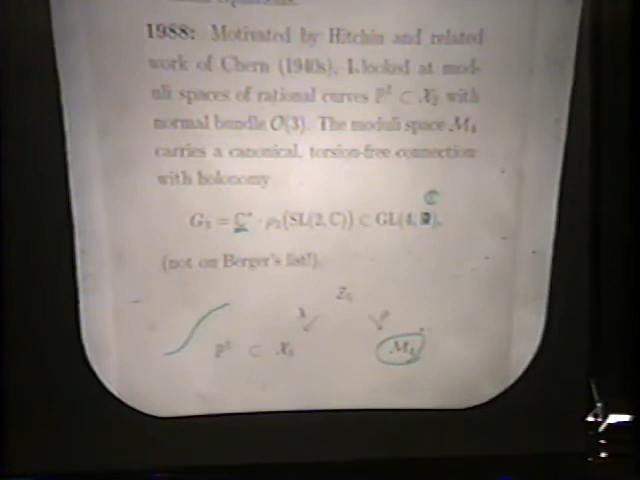 1988: Motivated by Hitchin and related
work of Chern (1940s), I looked at mod-
uli spaces of rational curves ℙ¹ ⊂ X₂ with
normal bundle O(3). The moduli space M₄
carries a canonical, torsion-free connection
with holonomy
G₃ = ℂ* · ρ₃(SL(2,ℂ)) ⊂ GL(4, ).
ℂ
(not on Berger's list!).
λ ρ
ℙ¹ ⊂ M₄